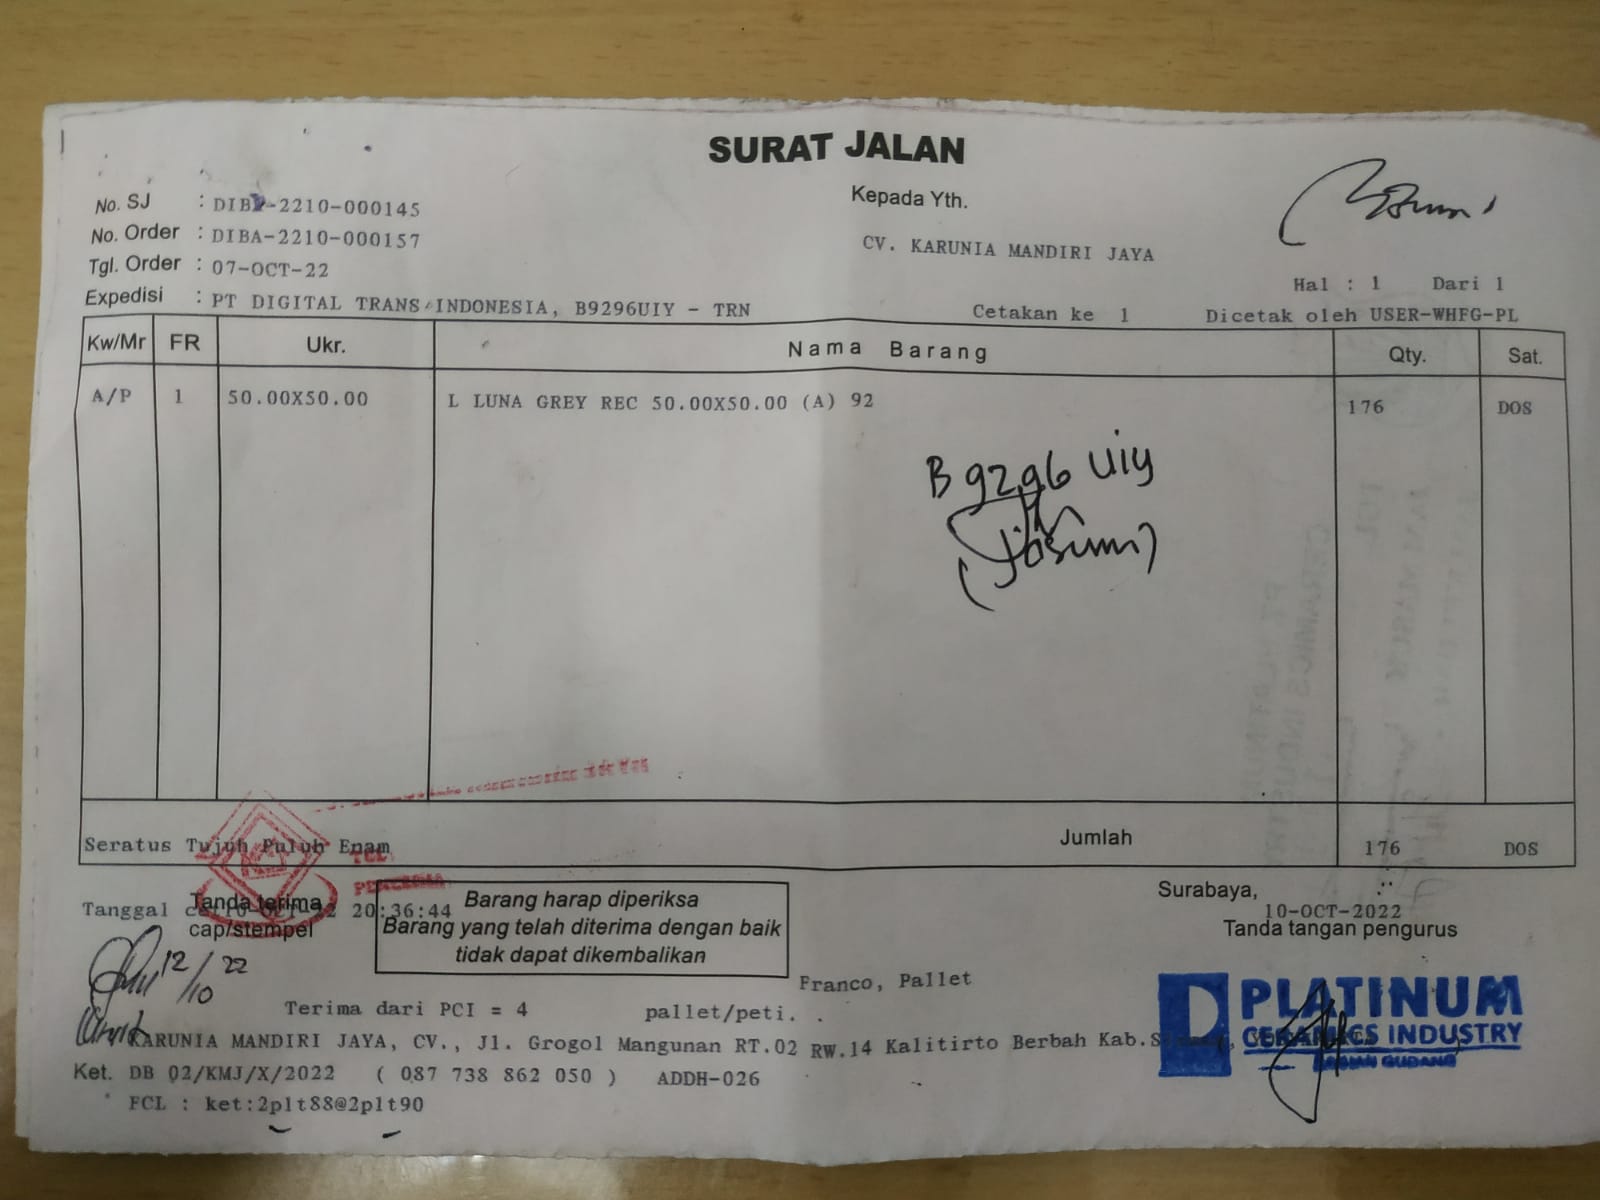 SURAT JALAN
No. SJ : DIBA-2210-000145
No. Order : DIBA-2210-000157
Tgl. Order : 07-OCT-22
Expedisi : PT DIGITAL TRANS INDONESIA, B9296UIY - TRN
Kepada Yth.
CV. KARUNIA MANDIRI JAYA
Hal : 1 Dari 1
Cetakan ke 1 Dicetak oleh USER-WHFG-PL
Kw/Mr FR Ukr. Nama Barang Qty. Sat.
A/P 1 50.00X50.00 L LUNA GREY REC 50.00X50.00 (A) 92 176 DOS
B 9296 UIY
Seratus Tujuh Puluh Enam Jumlah 176 DOS
Tanggal 20:36:44
Tanda terima
cap/stempel
12/10 22
Barang harap diperiksa
Barang yang telah diterima dengan baik
tidak dapat dikembalikan
Surabaya,
10-OCT-2022
Tanda tangan pengurus
Franco, Pallet
PLATINUM
CERAMICS INDUSTRY
Terima dari PCI = 4 pallet/peti.
KARUNIA MANDIRI JAYA, CV., Jl. Grogol Mangunan RT.02 RW.14 Kalitirto Berbah Kab.
Ket. DB 02/KMJ/X/2022 ( 087 738 862 050 ) ADDH-026
FCL : ket:2plt88@2plt90